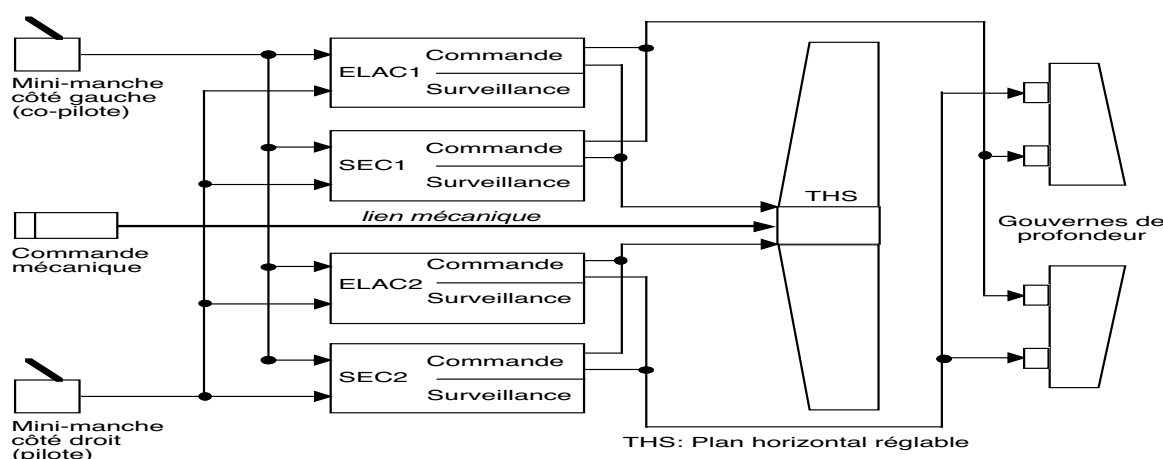 Mini-manche
côté gauche
(co-pilote)
ELAC1
Commande
Surveillance
SEC1
Commande
Surveillance
lien mécanique
Commande
mécanique
ELAC2
Commande
Surveillance
SEC2
Commande
Surveillance
Mini-manche
côté droit
(pilote)
THS
Gouvernes de
profondeur
THS: Plan horizontal réglable